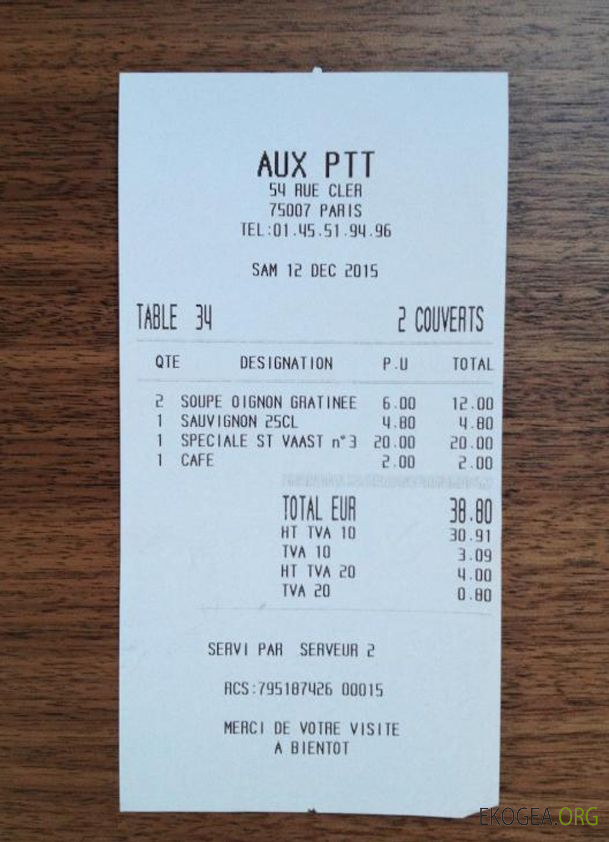 AUX PTT
54 RUE CLER
75007 PARIS
TEL:01.45.51.94.96
SAM 12 DEC 2015
TABLE 34 2 COUVERTS
QTE DESIGNATION P.U TOTAL
2 SOUPE OIGNON GRATINEE 6.00 12.00
1 SAUVIGNON 25CL 4.80 4.80
1 SPECIALE ST VAAST n°3 20.00 20.00
1 CAFE 2.00 2.00
TOTAL EUR 38.80
HT TVA 10 30.91
TVA 10 3.09
HT TVA 20 4.00
TVA 20 0.80
SERVI PAR SERVEUR 2
RCS:795187426 00015
MERCI DE VOTRE VISITE
A BIENTOT
EKOGEA.ORG